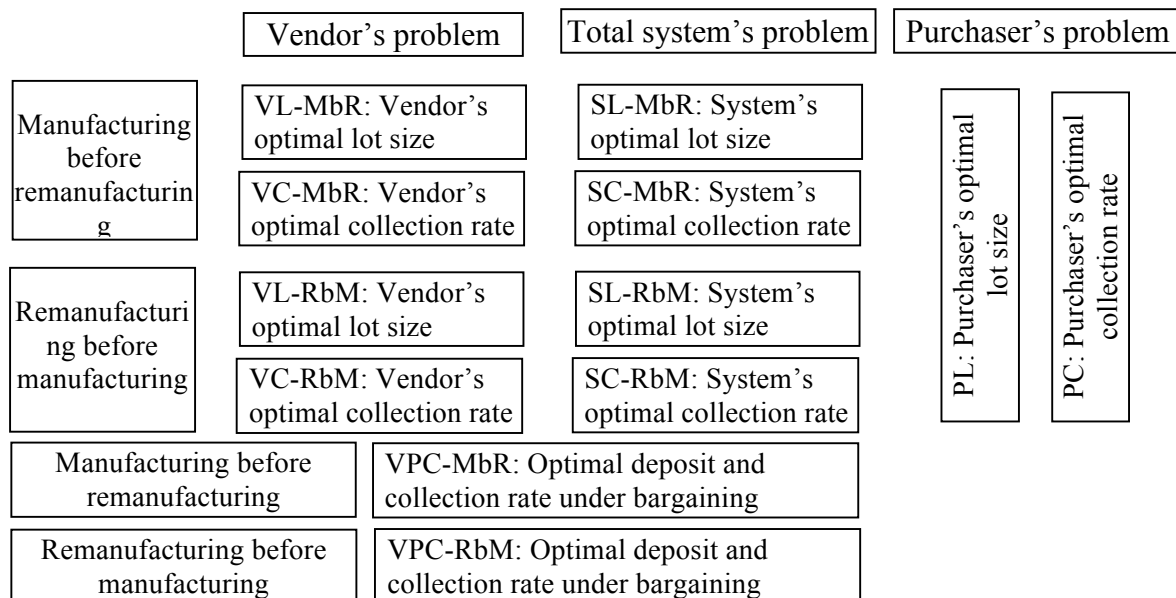 Vendor’s problem
Total system’s problem
Purchaser’s problem
Manufacturing
before
remanufacturin
g
VL-MbR: Vendor’s
optimal lot size
SL-MbR: System’s
optimal lot size
VC-MbR: Vendor’s
optimal collection rate
SC-MbR: System’s
optimal collection rate
Remanufacturi
ng before
manufacturing
VL-RbM: Vendor’s
optimal lot size
SL-RbM: System’s
optimal lot size
VC-RbM: Vendor’s
optimal collection rate
SC-RbM: System’s
optimal collection rate
PL: Purchaser’s optimal
lot size
PC: Purchaser’s optimal
collection rate
Manufacturing before
remanufacturing
VPC-MbR: Optimal deposit and
collection rate under bargaining
Remanufacturing before
manufacturing
VPC-RbM: Optimal deposit and
collection rate under bargaining